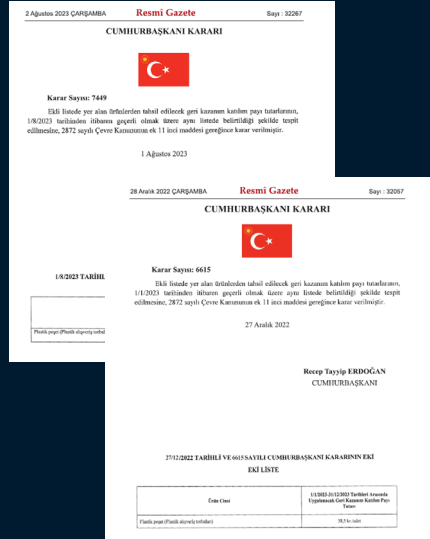 2 Ağustos 2023 ÇARŞAMBA Resmî Gazete Sayı : 32267
CUMHURBAŞKANI KARARI
Karar Sayısı: 7449
Ekli listede yer alan ürünlerden tahsil edilecek geri kazanım katılım payı tutarlarının,
1/8/2023 tarihinden itibaren geçerli olmak üzere aynı listede belirtildiği şekilde tespit
edilmesine, 2872 sayılı Çevre Kanununun ek 11 inci maddesi gereğince karar verilmiştir.
1 Ağustos 2023
1/8/2023 TARİHL
Plastik poşet (Plastik alışveriş torbal
28 Aralık 2022 ÇARŞAMBA Resmî Gazete Sayı : 32057
CUMHURBAŞKANI KARARI
Karar Sayısı: 6615
Ekli listede yer alan ürünlerden tahsil edilecek geri kazanım katılım payı tutarlarının,
1/1/2023 tarihinden itibaren geçerli olmak üzere aynı listede belirtildiği şekilde tespit
edilmesine, 2872 sayılı Çevre Kanununun ek 11 inci maddesi gereğince karar verilmiştir.
27 Aralık 2022
Recep Tayyip ERDOĞAN
CUMHURBAŞKANI
27/12/2022 TARİHLİ VE 6615 SAYILI CUMHURBAŞKANI KARARININ EKİ
EKİ LİSTE
Ürün Cinsi
1/1/2023-31/12/2023 Tarihleri Arasında
Uygulanacak Geri Kazanım Katılım Payı
Tutarı
Plastik poşet (Plastik alışveriş torbaları)